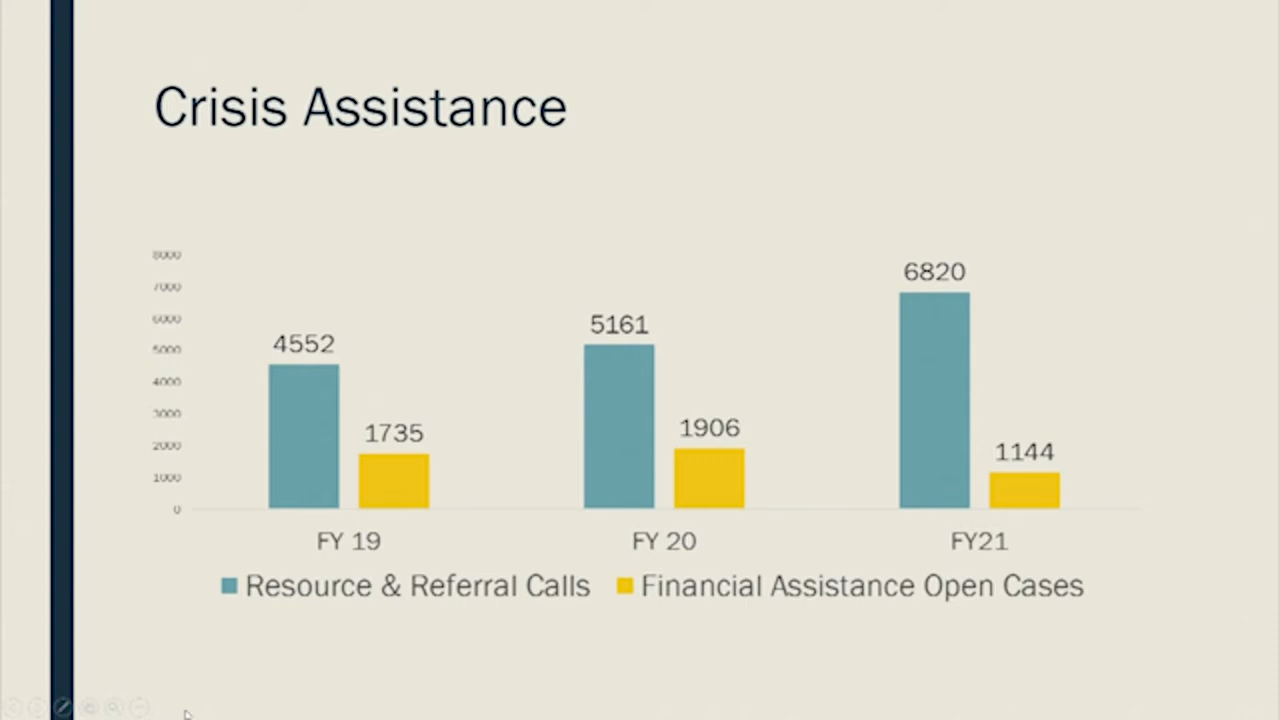 Crisis Assistance
8000
7000
6000
5000
4000
3000
2000
1000
0
4552
1735
5161
1906
6820
1144
FY 19
FY 20
FY21
Resource & Referral Calls
Financial Assistance Open Cases